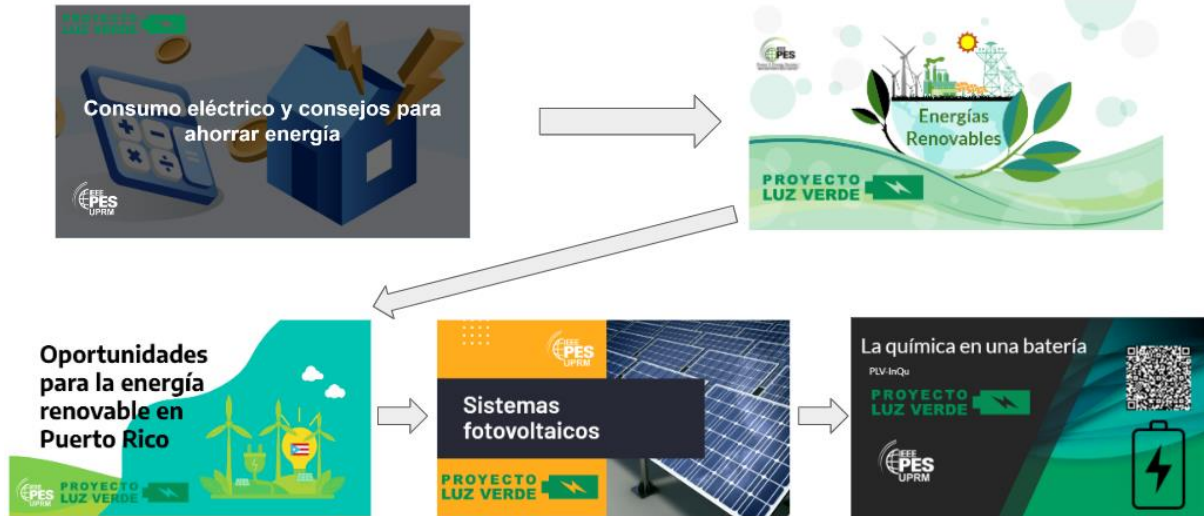 PROYECTO
LUZ VERDE
Consumo eléctrico y consejos para
ahorrar energía
IEEE
PES
UPRM
IEEE
PES
Energías
Renovables
PROYECTO
LUZ VERDE
Oportunidades
para la energía
renovable en
Puerto Rico
IEEE
PES
UPRM
PROYECTO
LUZ VERDE
IEEE
PES
UPRM
Sistemas
fotovoltaicos
PROYECTO
LUZ VERDE
La química en una batería
PLV-InQu
PROYECTO
LUZ VERDE
IEEE
PES
UPRM